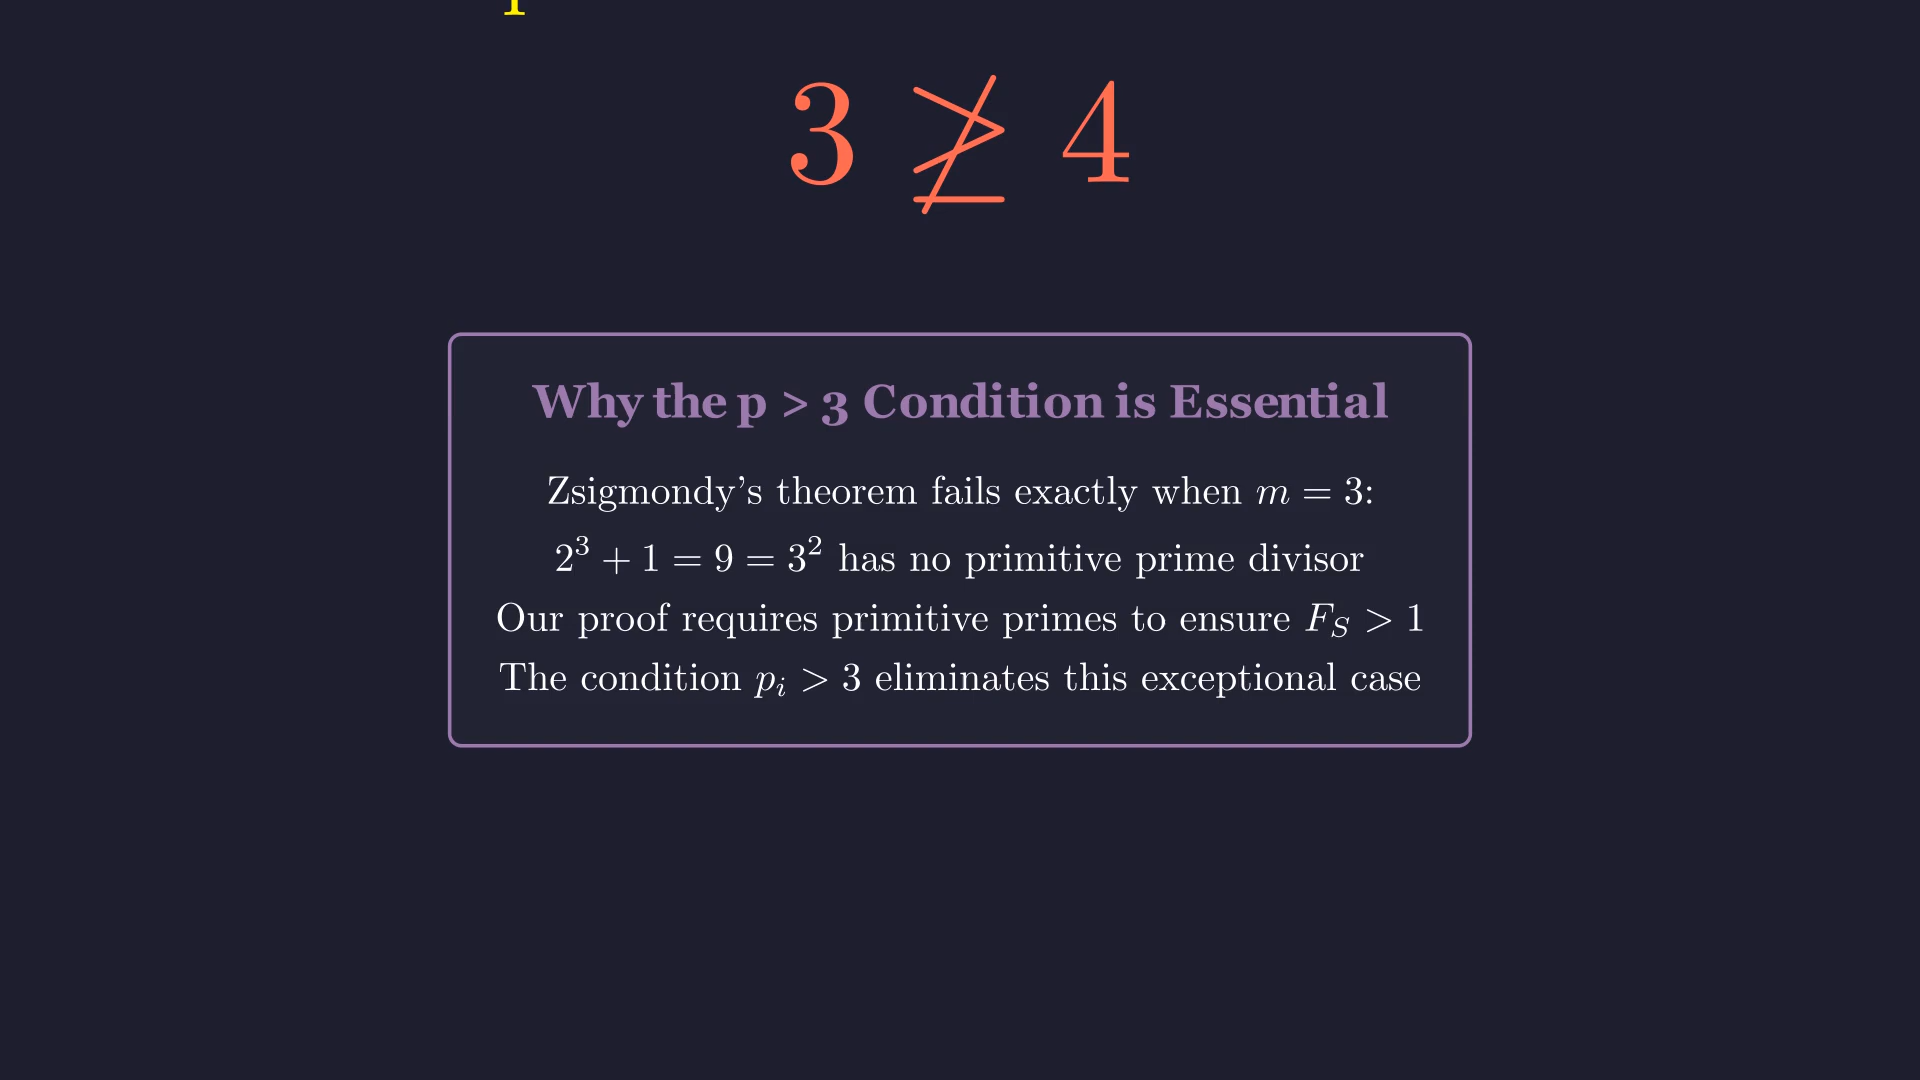 3 ≱ 4
Why the p > 3 Condition is Essential
Zsigmondy's theorem fails exactly when m = 3:
2³ + 1 = 9 = 3² has no primitive prime divisor
Our proof requires primitive primes to ensure F_S > 1
The condition p_i > 3 eliminates this exceptional case